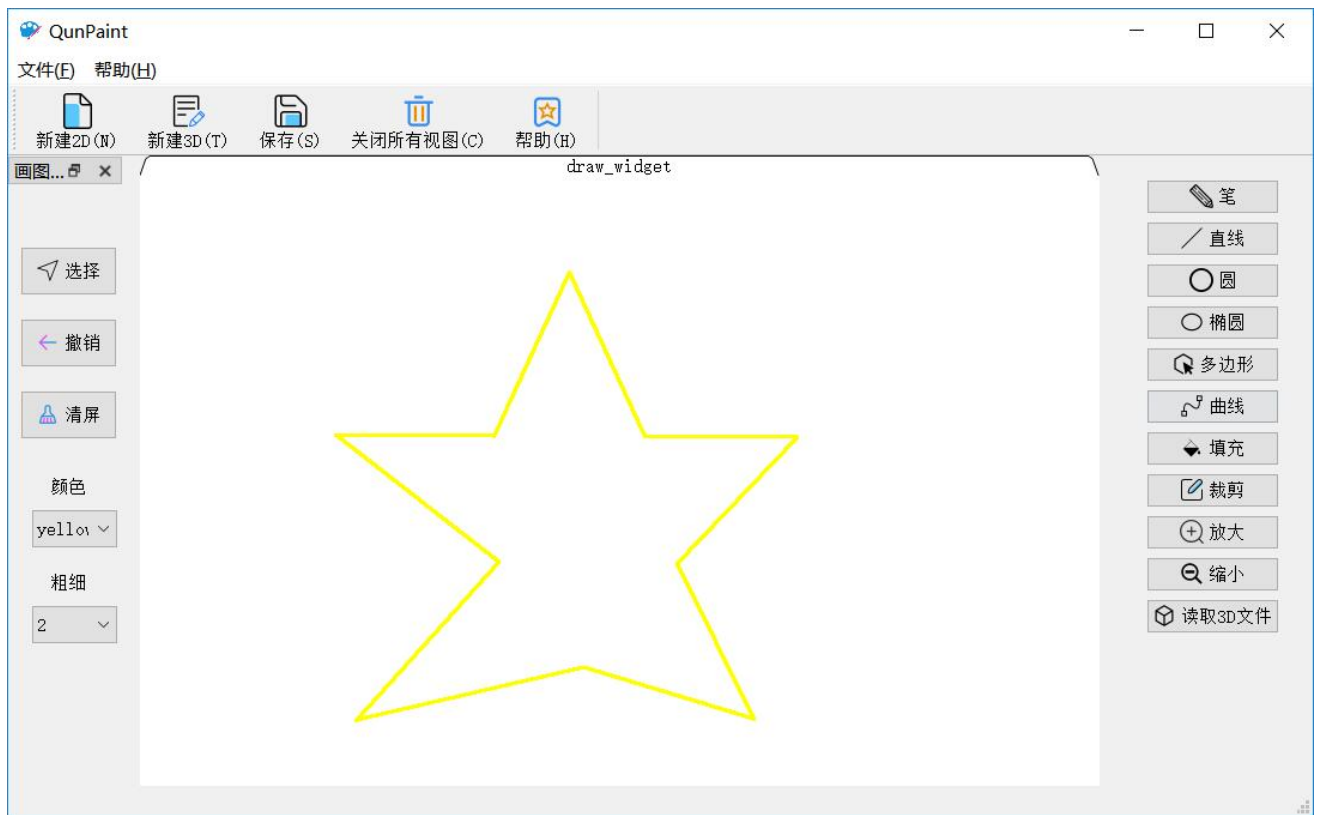 QunPaint
文件(F) 帮助(H)
新建2D(N) 新建3D(T) 保存(S) 关闭所有视图(C) 帮助(H)
画图...
draw_widget
选择
撤销
清屏
颜色
yellow
粗细
2
笔
直线
圆
椭圆
多边形
曲线
填充
裁剪
放大
缩小
读取3D文件